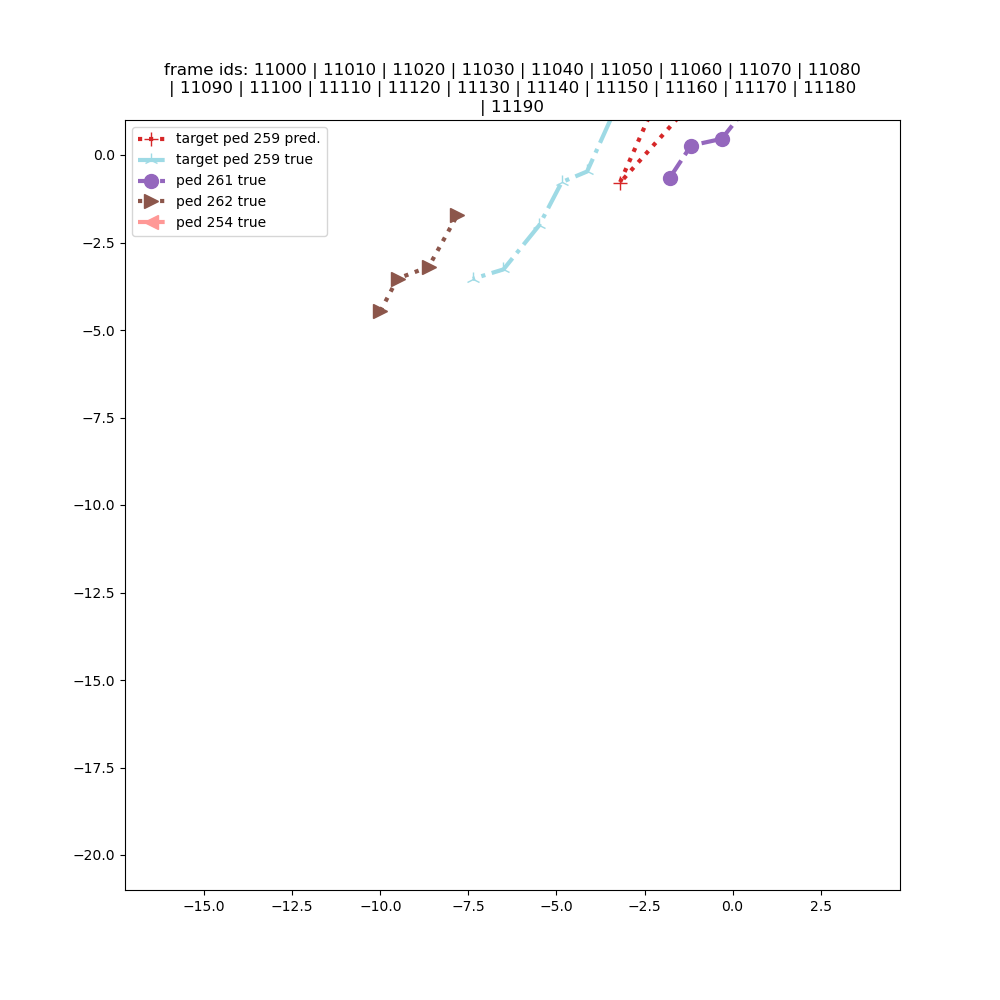 frame ids: 11000 | 11010 | 11020 | 11030 | 11040 | 11050 | 11060 | 11070 | 11080
| 11090 | 11100 | 11110 | 11120 | 11130 | 11140 | 11150 | 11160 | 11170 | 11180
| 11190
target ped 259 pred.
target ped 259 true
ped 261 true
ped 262 true
ped 254 true
0.0
−2.5
−5.0
−7.5
−10.0
−12.5
−15.0
−17.5
−20.0
−15.0 −12.5 −10.0 −7.5 −5.0 −2.5 0.0 2.5